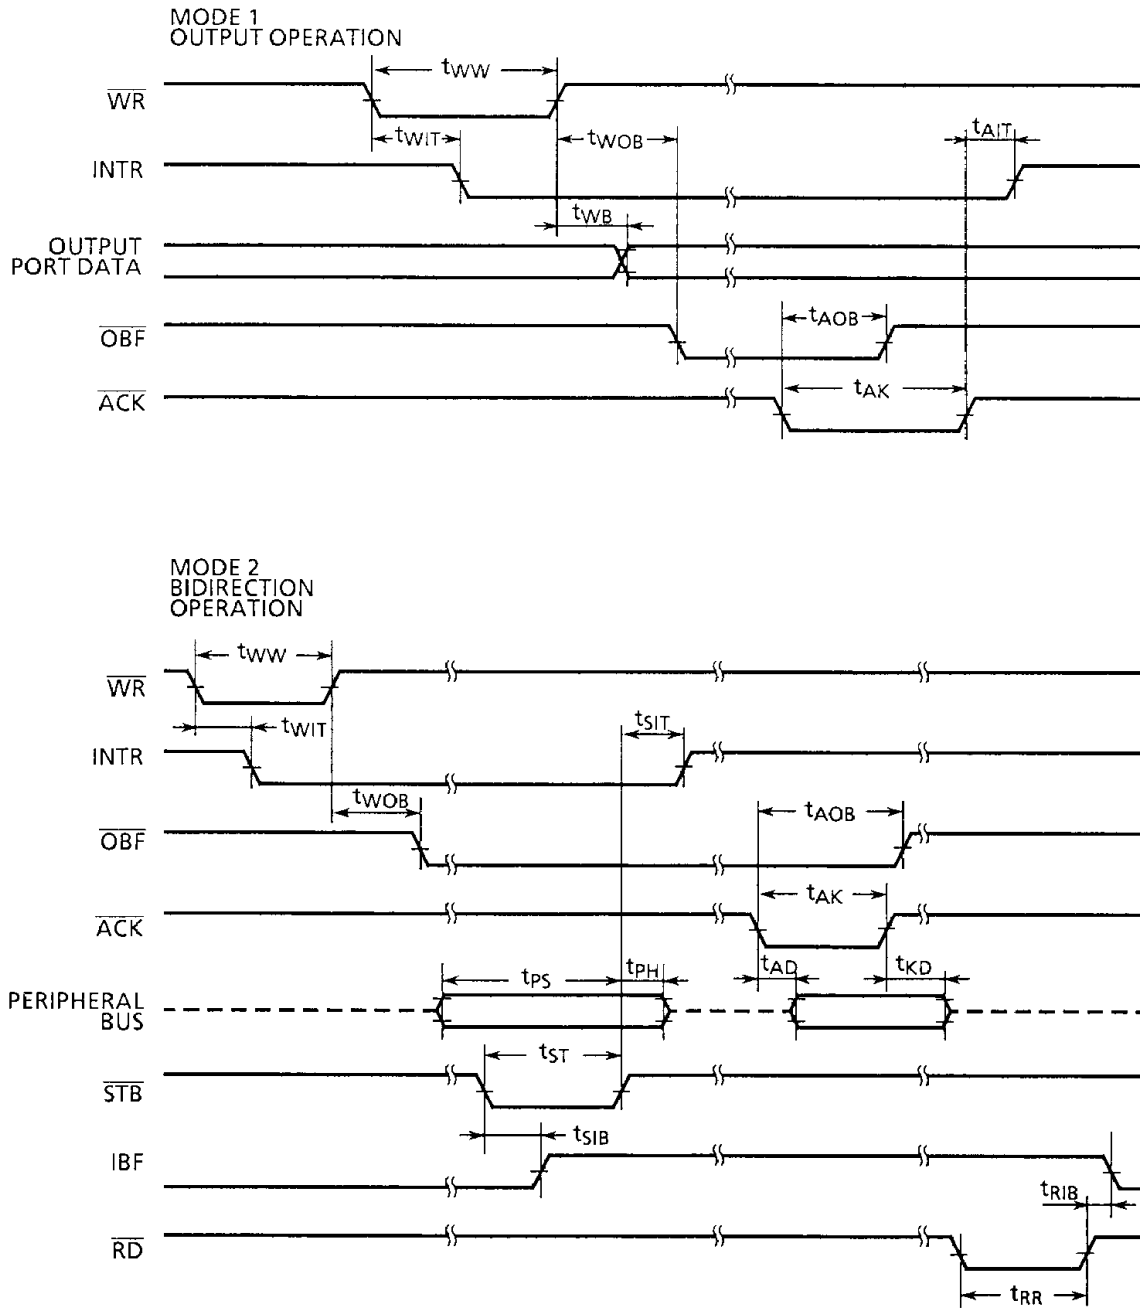 MODE 1
OUTPUT OPERATION
tWW
WR
tWIT
tWOB
tAIT
INTR
tWB
OUTPUT
PORT DATA
tAOB
OBF
tAK
ACK
MODE 2
BIDIRECTION
OPERATION
tWW
WR
tWIT
tSIT
INTR
tWOB
tAOB
OBF
tAK
ACK
tAD
tKD
tPS
tPH
PERIPHERAL
BUS
tST
STB
tSIB
IBF
tRIB
RD
tRR